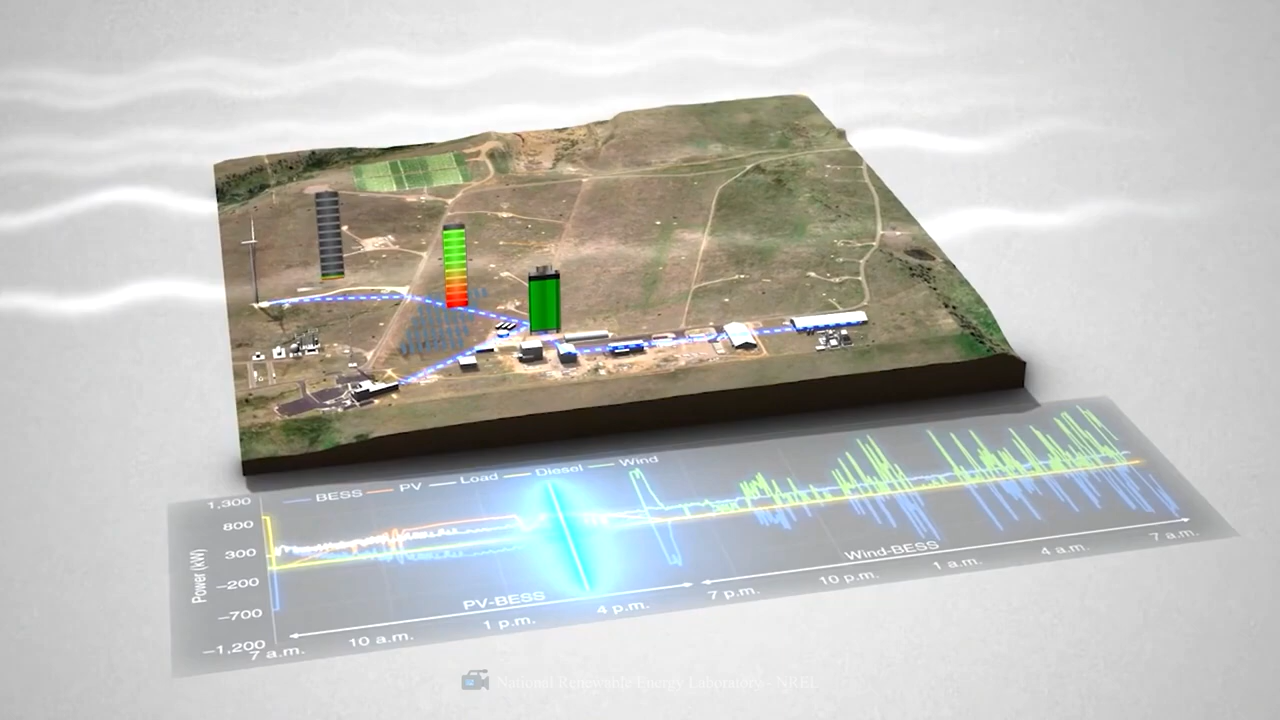 BESS PV Load Diesel Wind
1,300
800
300
–200
–700
–1,200
Power (kW)
PV-BESS
Wind-BESS
7 a.m. 10 a.m. 1 p.m. 4 p.m. 7 p.m. 10 p.m. 1 a.m. 4 a.m. 7 a.m.
National Renewable Energy Laboratory - NREL